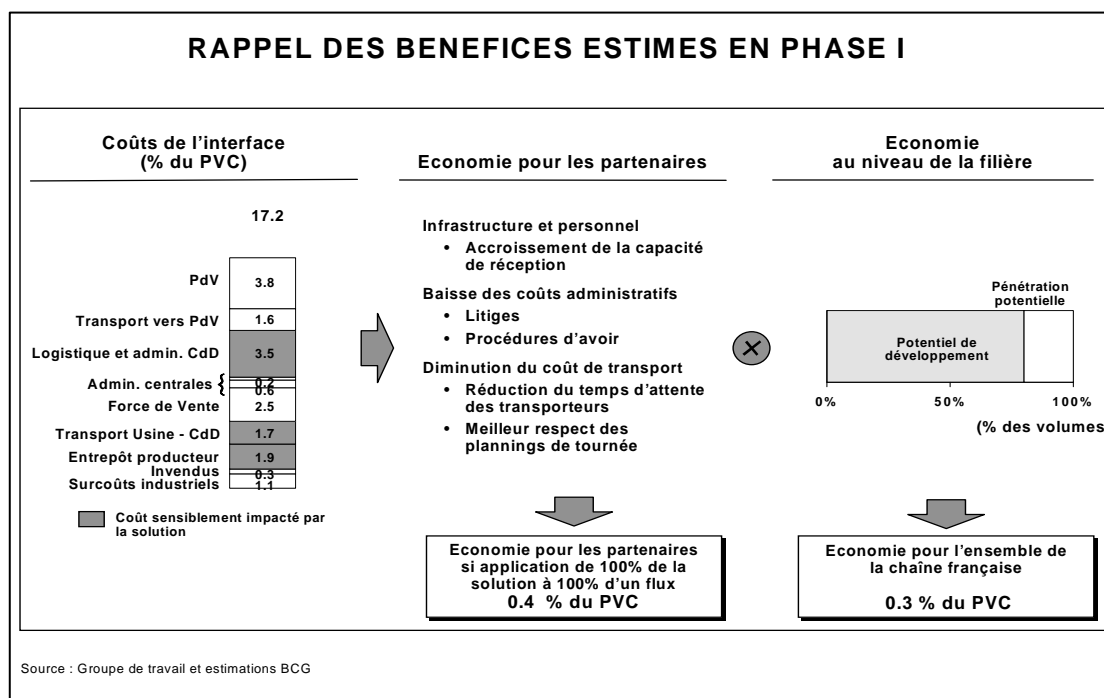 RAPPEL DES BENEFICES ESTIMES EN PHASE I
Coûts de l'interface
(% du PVC)
17.2
PdV
3.8
Transport vers PdV
1.6
Logistique et admin. CdD
3.5
Admin. centrales
0.2
0.6
Force de Vente
2.5
Transport Usine - CdD
1.7
Entrepôt producteur
1.9
Invendus
0.3
Surcoûts industriels
1.1
Coût sensiblement impacté par
la solution
Economie pour les partenaires
Infrastructure et personnel
• Accroissement de la capacité
de réception
Baisse des coûts administratifs
• Litiges
• Procédures d'avoir
Diminution du coût de transport
• Réduction du temps d'attente
des transporteurs
• Meilleur respect des
plannings de tournée
Economie pour les partenaires
si application de 100% de la
solution à 100% d'un flux
0.4 % du PVC
Economie
au niveau de la filière
Pénétration
potentielle
Potentiel de
développement
0%
50%
100%
(% des volumes
Economie pour l'ensemble de
la chaîne française
0.3 % du PVC
Source : Groupe de travail et estimations BCG